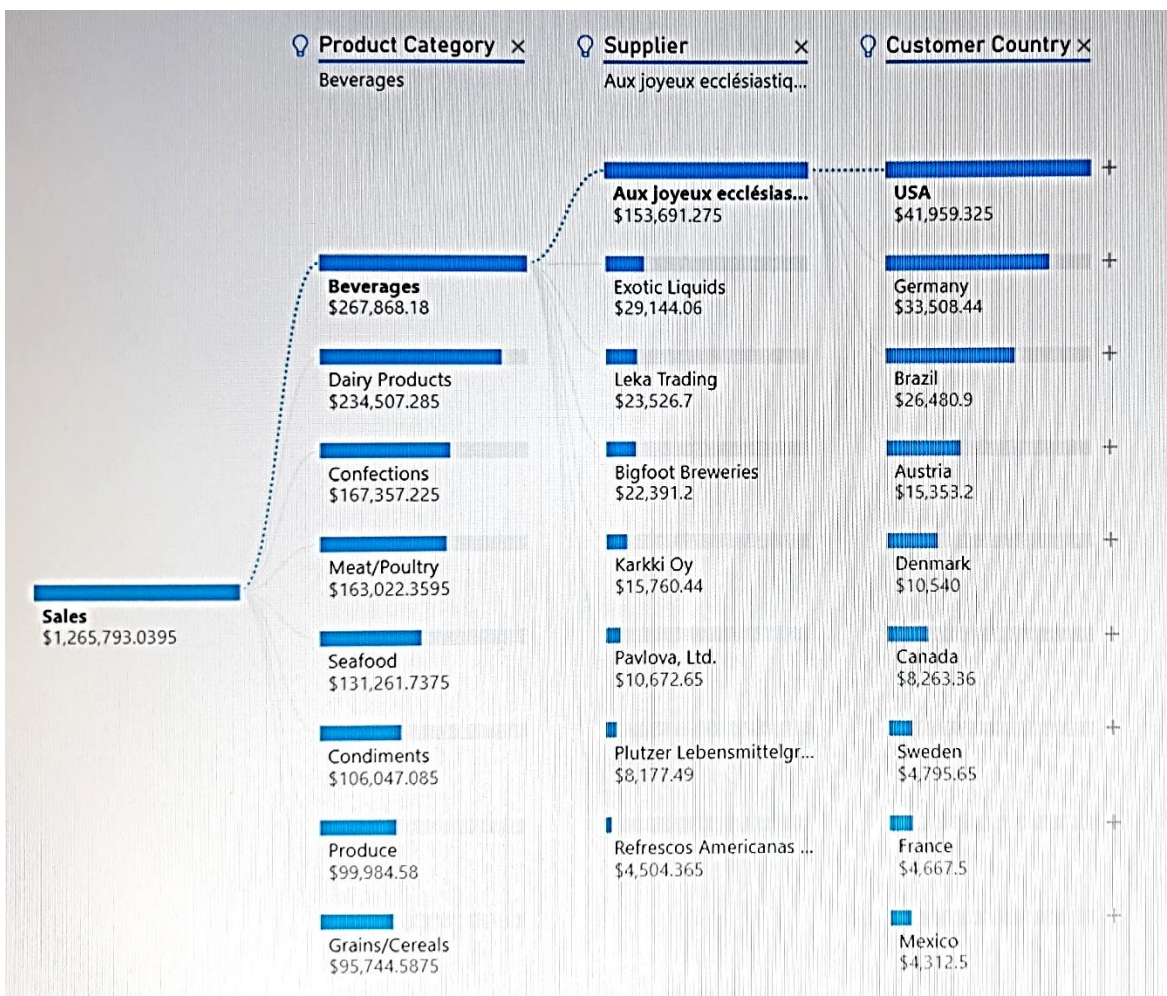 Product Category ×
Beverages
Supplier ×
Aux joyeux ecclésiastiq...
Customer Country ×
Sales
$1,265,793.0395
Beverages
$267,868.18
Dairy Products
$234,507.285
Confections
$167,357.225
Meat/Poultry
$163,022.3595
Seafood
$131,261.7375
Condiments
$106,047.085
Produce
$99,984.58
Grains/Cereals
$95,744.5875
Aux joyeux ecclésias...
$153,691.275
Exotic Liquids
$29,144.06
Leka Trading
$23,526.7
Bigfoot Breweries
$22,391.2
Karkki Oy
$15,760.44
Pavlova, Ltd.
$10,672.65
Plutzer Lebensmittelgr...
$8,177.49
Refrescos Americanas ...
$4,504.365
USA
$41,959.325
Germany
$33,508.44
Brazil
$26,480.9
Austria
$15,353.2
Denmark
$10,540
Canada
$8,263.36
Sweden
$4,795.65
France
$4,667.5
Mexico
$4,312.5